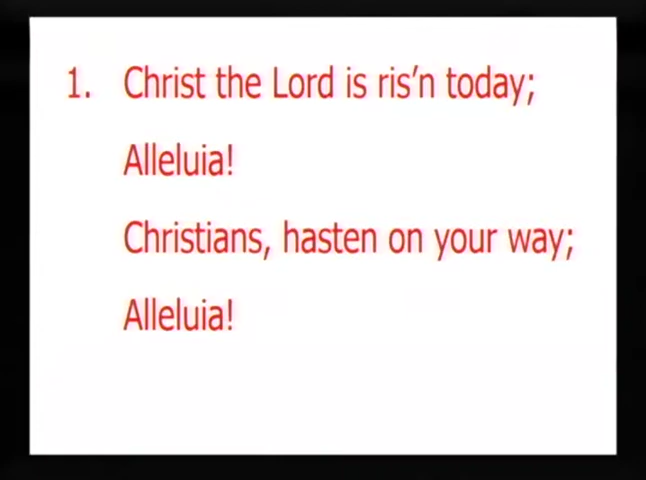 1. Christ the Lord is ris’n today;
Alleluia!
Christians, hasten on your way;
Alleluia!